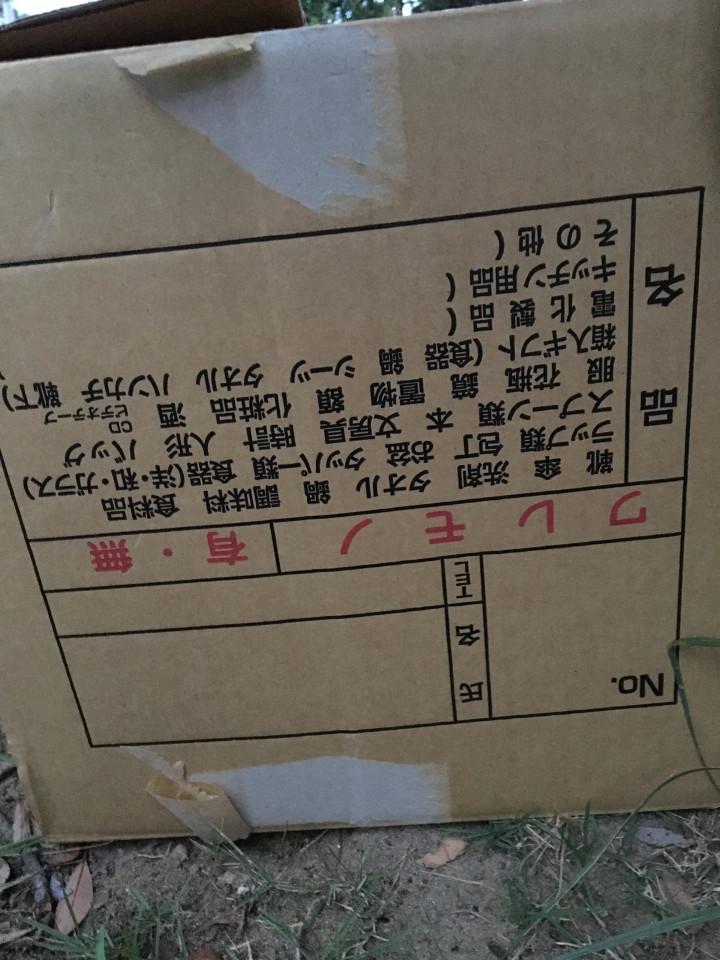 No.
氏 名
TEL
ワレモノ
有・無
品 名
靴 傘 洗剤 タオル 鍋 調味料 食料品
ラップ類 包丁 お盆 タッパー類 食器(洋・和・ガラス)
スプーン類 本 文房具 時計 人形 バッグ
服 花瓶 鏡 置物 額 化粧品 酒 CD ビデオテープ
箱入ギフト (食器 鍋 シーツ タオル ハンカチ 靴下)
電化製品 (
キッチン用品 (
その他 (